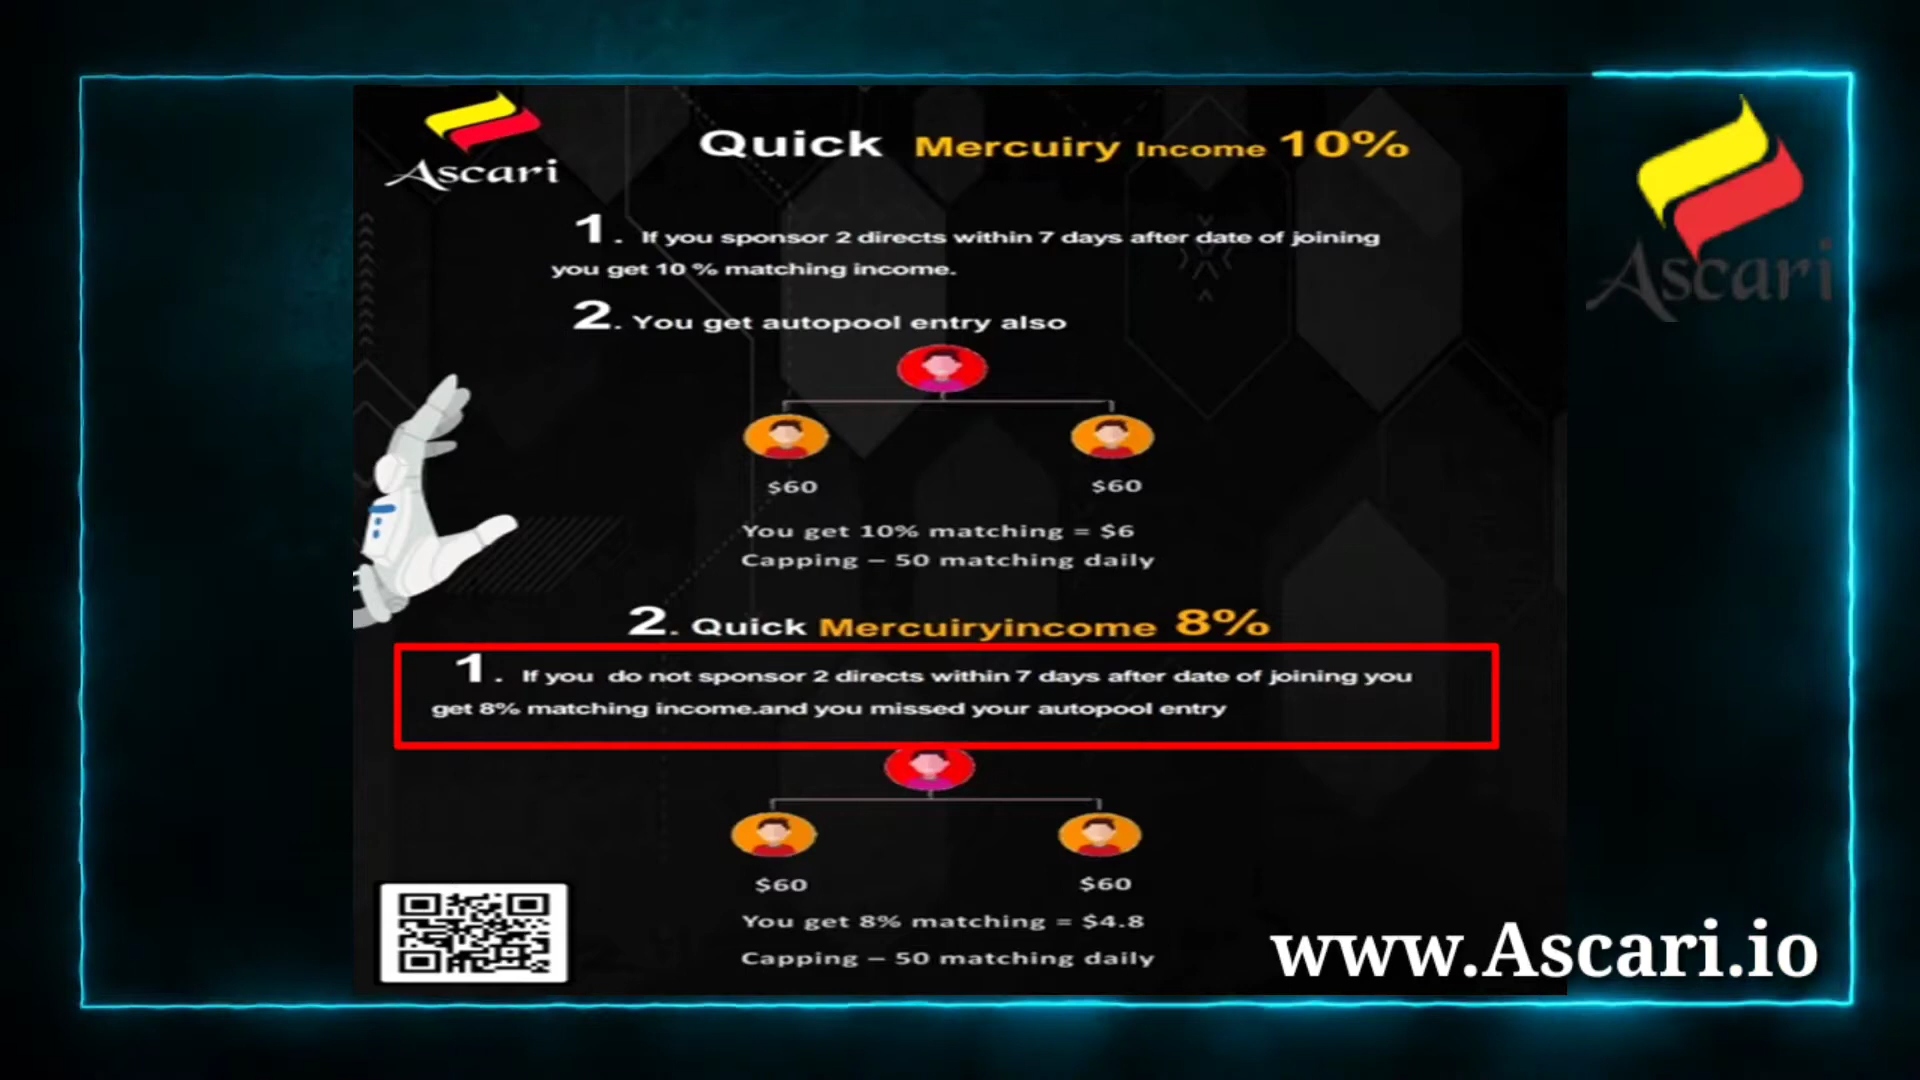 Ascari
Quick Mercuiry Income 10%
1. If you sponsor 2 directs within 7 days after date of joining
you get 10 % matching income.
2. You get autopool entry also
$60 $60
You get 10% matching = $6
Capping – 50 matching daily
2. Quick Mercuiryincome 8%
1. If you do not sponsor 2 directs within 7 days after date of joining you
get 8% matching income.and you missed your autopool entry
$60 $60
You get 8% matching = $4.8
Capping – 50 matching daily
Ascari
www.Ascari.io